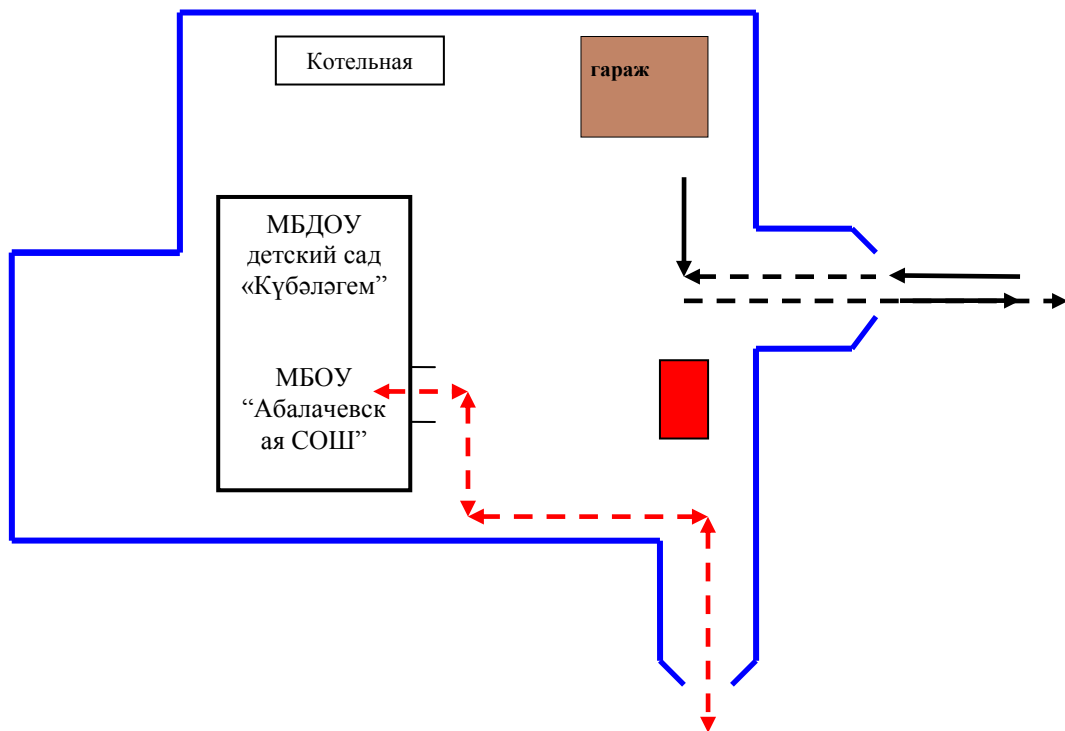 Котельная
гараж
МБДОУ
детский сад
«Күбәләгем”
МБОУ
“Абалачевск
ая СОШ”